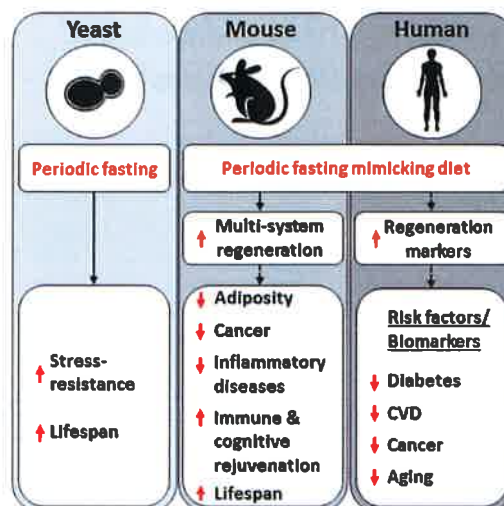 Yeast
Mouse
Human
Periodic fasting
Periodic fasting mimicking diet
↑ Multi-system
regeneration
↑ Regeneration
markers
↑ Stress-
resistance
↑ Lifespan
↓ Adiposity
↓ Cancer
↓ Inflammatory
diseases
↑ Immune &
cognitive
rejuvenation
↑ Lifespan
Risk factors/
Biomarkers
↓ Diabetes
↓ CVD
↓ Cancer
↓ Aging